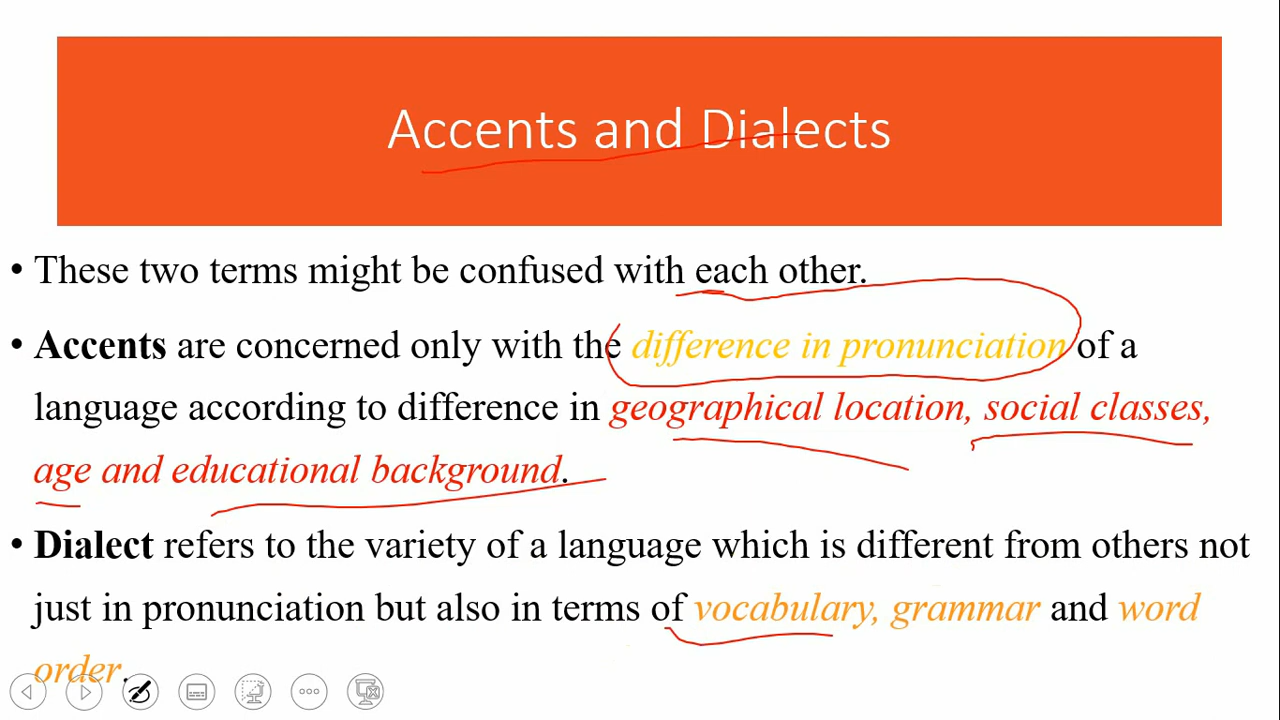 Accents and Dialects
• These two terms might be confused with each other.
• Accents are concerned only with the difference in pronunciation of a
language according to difference in geographical location, social classes,
age and educational background.
• Dialect refers to the variety of a language which is different from others not
just in pronunciation but also in terms of vocabulary, grammar and word
order.